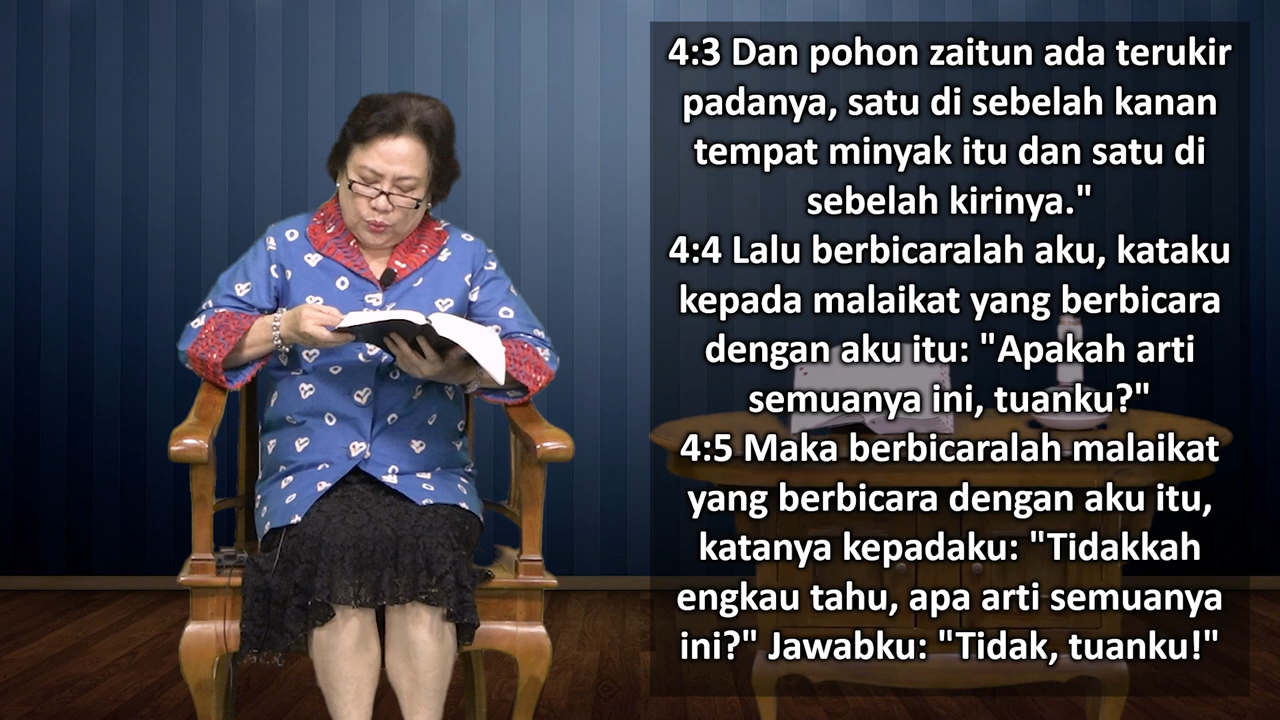 4:3 Dan pohon zaitun ada terukir
padanya, satu di sebelah kanan
tempat minyak itu dan satu di
sebelah kirinya."
4:4 Lalu berbicaralah aku, kataku
kepada malaikat yang berbicara
dengan aku itu: "Apakah arti
semuanya ini, tuanku?"
4:5 Maka berbicaralah malaikat
yang berbicara dengan aku itu,
katanya kepadaku: "Tidakkah
engkau tahu, apa arti semuanya
ini?" Jawabku: "Tidak, tuanku!"